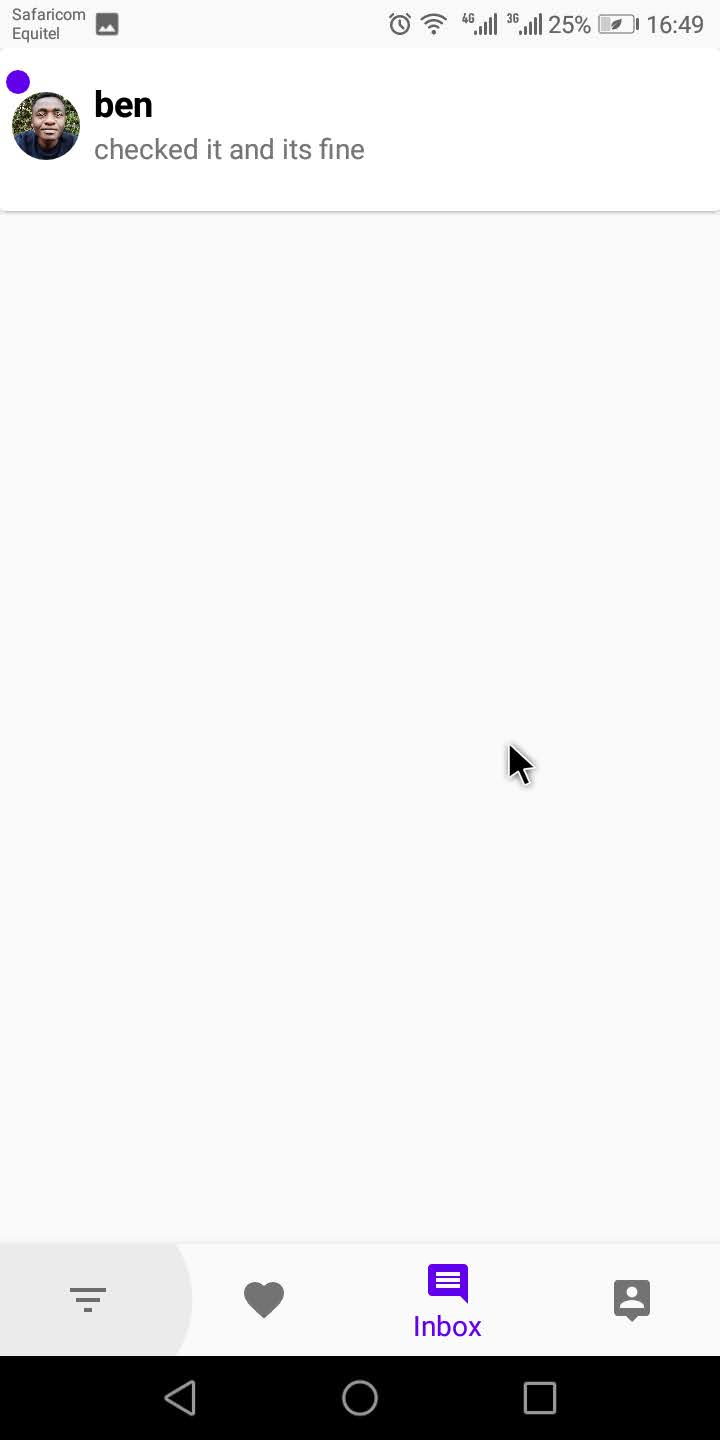 Safaricom
Equitel
4G 3G 25% 16:49
ben
checked it and its fine
Inbox